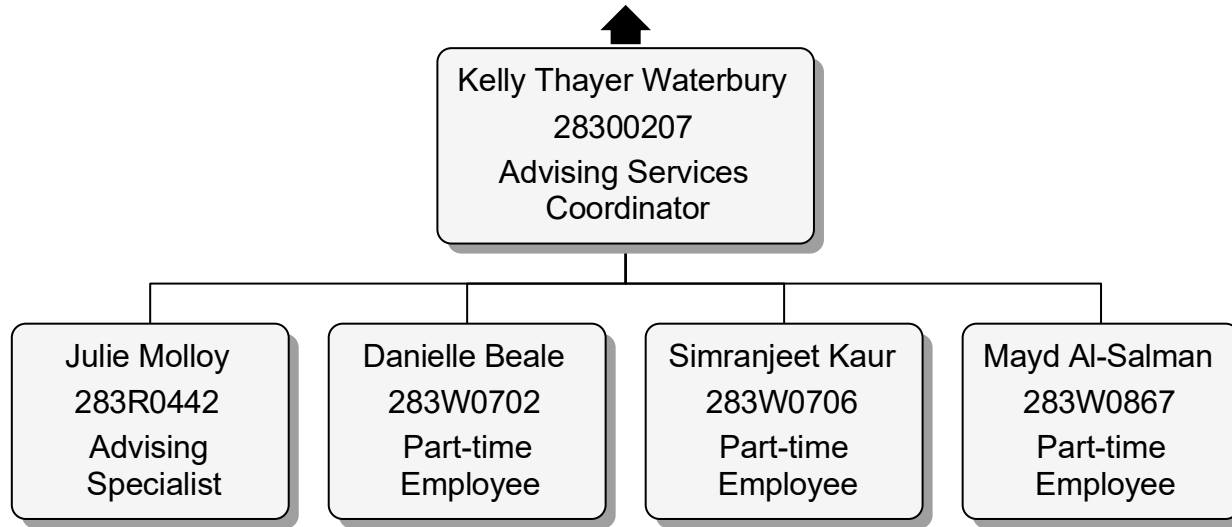 Kelly Thayer Waterbury
28300207
Advising Services
Coordinator
Julie Molloy
283R0442
Advising
Specialist
Danielle Beale
283W0702
Part-time
Employee
Simranjeet Kaur
283W0706
Part-time
Employee
Mayd Al-Salman
283W0867
Part-time
Employee